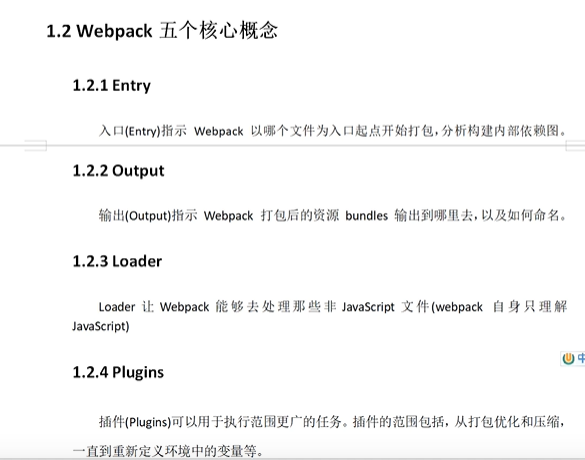 1.2 Webpack 五个核心概念
1.2.1 Entry
入口(Entry)指示 Webpack 以哪个文件为入口起点开始打包,分析构建内部依赖图。
1.2.2 Output
输出(Output)指示 Webpack 打包后的资源 bundles 输出到哪里去,以及如何命名。
1.2.3 Loader
Loader 让 Webpack 能够去处理那些非 JavaScript 文件(webpack 自身只理解
JavaScript)
中
1.2.4 Plugins
插件(Plugins)可以用于执行范围更广的任务。插件的范围包括,从打包优化和压缩,
一直到重新定义环境中的变量等。